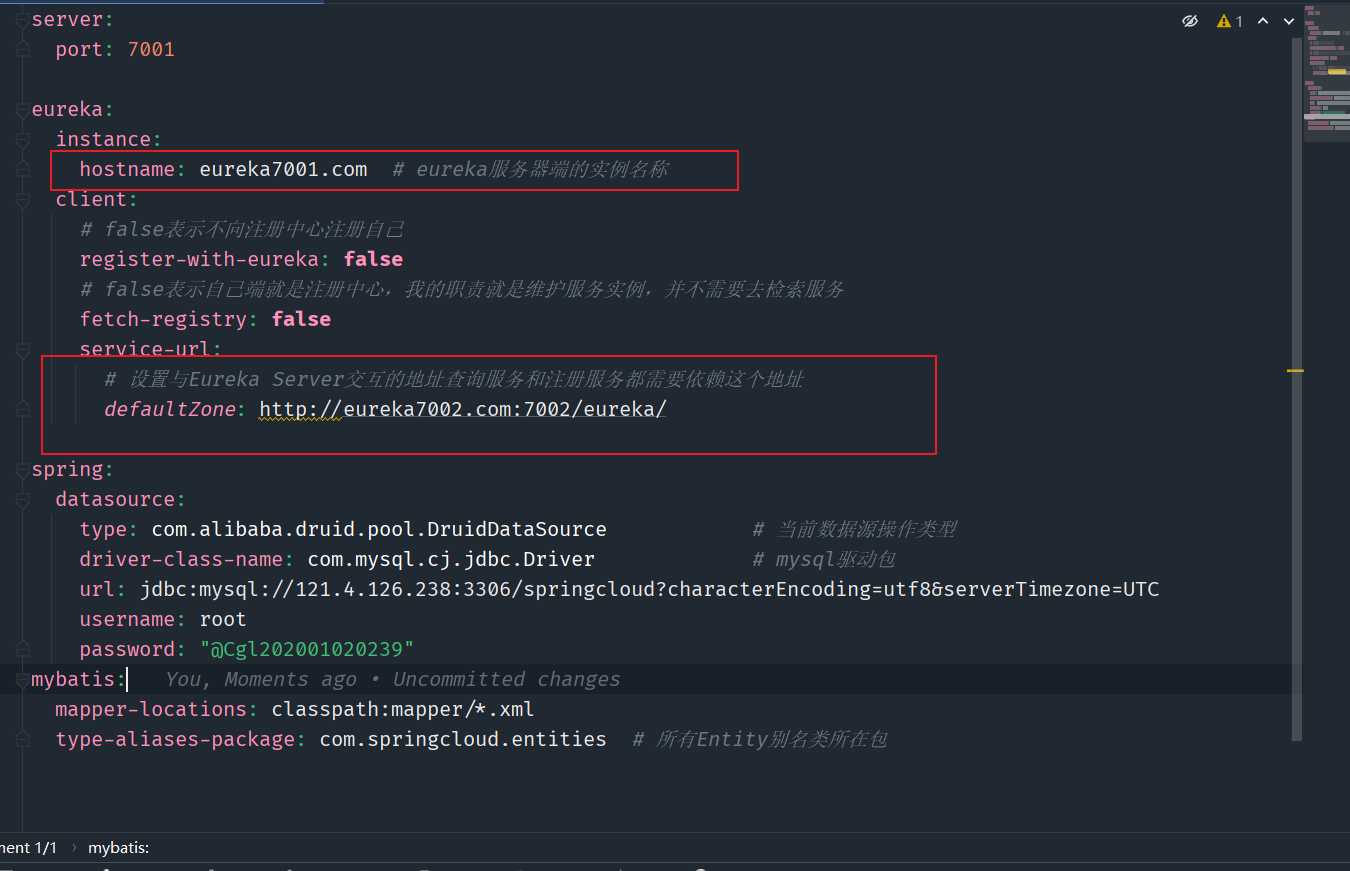 server:
port: 7001
eureka:
instance:
hostname: eureka7001.com # eureka服务器端的实例名称
client:
# false表示不向注册中心注册自己
register-with-eureka: false
# false表示自己端就是注册中心，我的职责就是维护服务实例，并不需要去检索服务
fetch-registry: false
service-url:
# 设置与Eureka Server交互的地址查询服务和注册服务都需要依赖这个地址
defaultZone: http://eureka7002.com:7002/eureka/
spring:
datasource:
type: com.alibaba.druid.pool.DruidDataSource # 当前数据源操作类型
driver-class-name: com.mysql.cj.jdbc.Driver # mysql驱动包
url: jdbc:mysql://121.4.126.238:3306/springcloud?characterEncoding=utf8&serverTimezone=UTC
username: root
password: "@Cgl202001020239"
mybatis: You, Moments ago • Uncommitted changes
mapper-locations: classpath:mapper/*.xml
type-aliases-package: com.springcloud.entities # 所有Entity别名类所在包
1
ment 1/1 › mybatis: